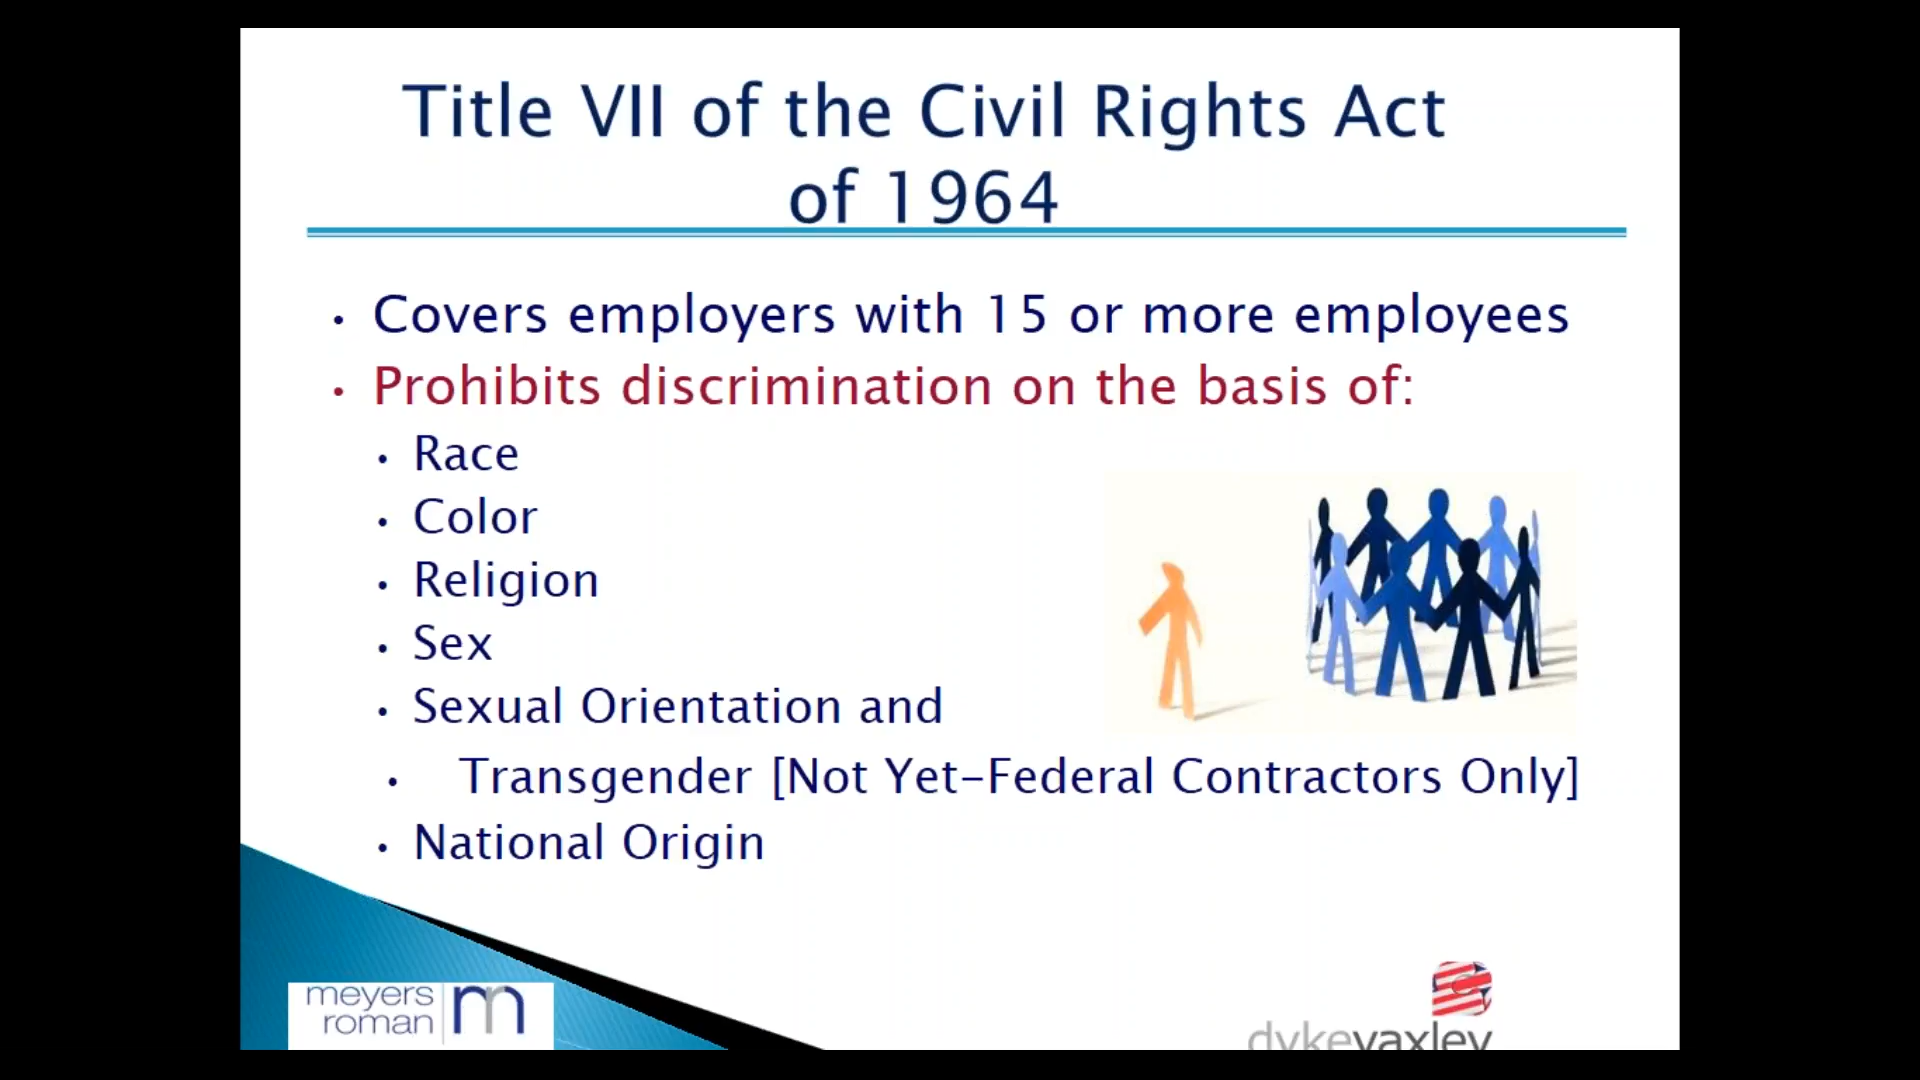 Title VII of the Civil Rights Act
of 1964
• Covers employers with 15 or more employees
• Prohibits discrimination on the basis of:
• Race
• Color
• Religion
• Sex
• Sexual Orientation and
• Transgender [Not Yet-Federal Contractors Only]
• National Origin
meyers
roman
m
dykeyaxley